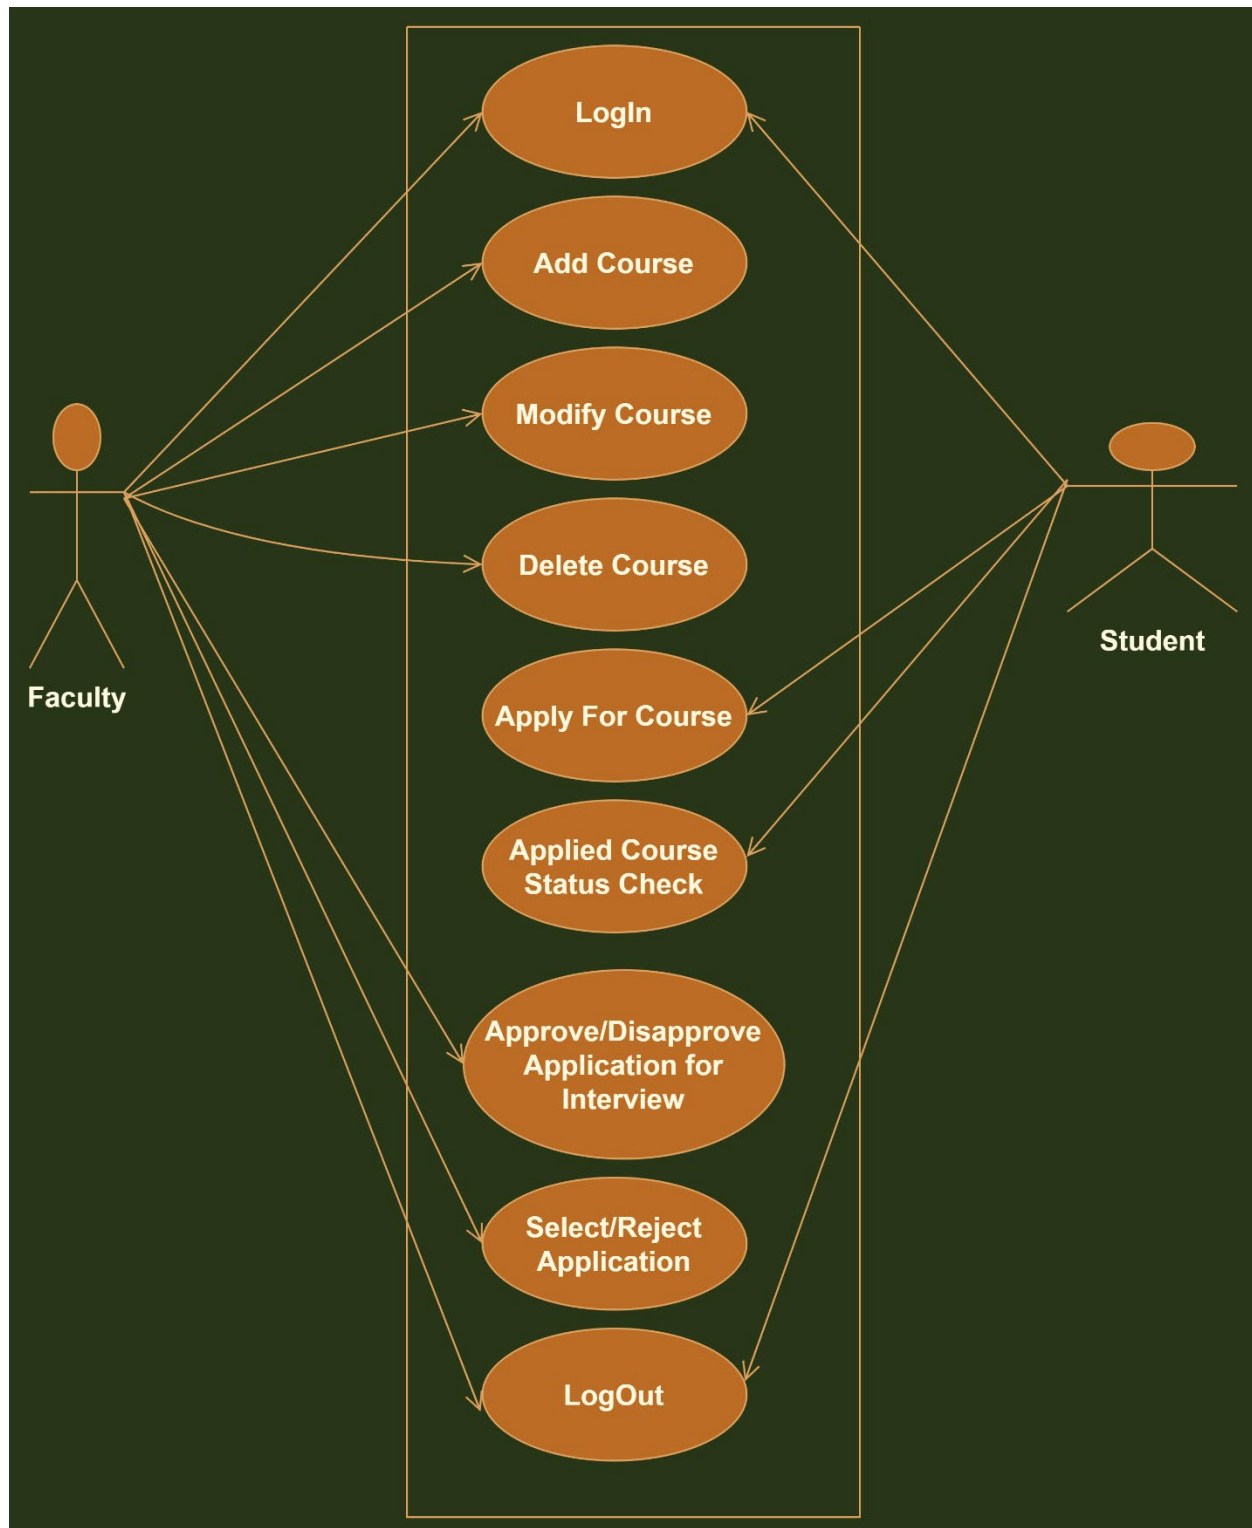 LogIn
Add Course
Modify Course
Delete Course
Apply For Course
Applied Course
Status Check
Approve/Disapprove
Application for
Interview
Select/Reject
Application
LogOut
Faculty
Student